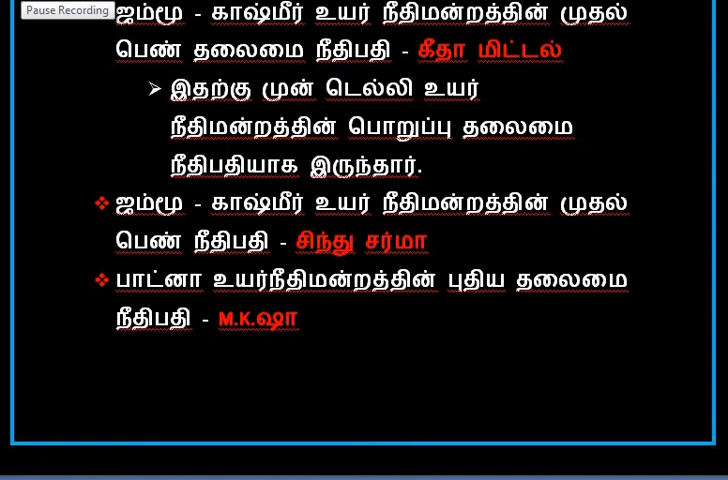 Pause Recording
ஜம்மூ - காஷ்மீர் உயர் நீதிமன்றத்தின் முதல்
பெண் தலைமை நீதிபதி - கீதா மிட்டல்
➢ இதற்கு முன் டெல்லி உயர்
நீதிமன்றத்தின் பொறுப்பு தலைமை
நீதிபதியாக இருந்தார்.
❖ ஜம்மூ - காஷ்மீர் உயர் நீதிமன்றத்தின் முதல்
பெண் நீதிபதி - சிந்து சர்மா
❖ பாட்னா உயர்நீதிமன்றத்தின் புதிய தலைமை
நீதிபதி - M.K.ஷா